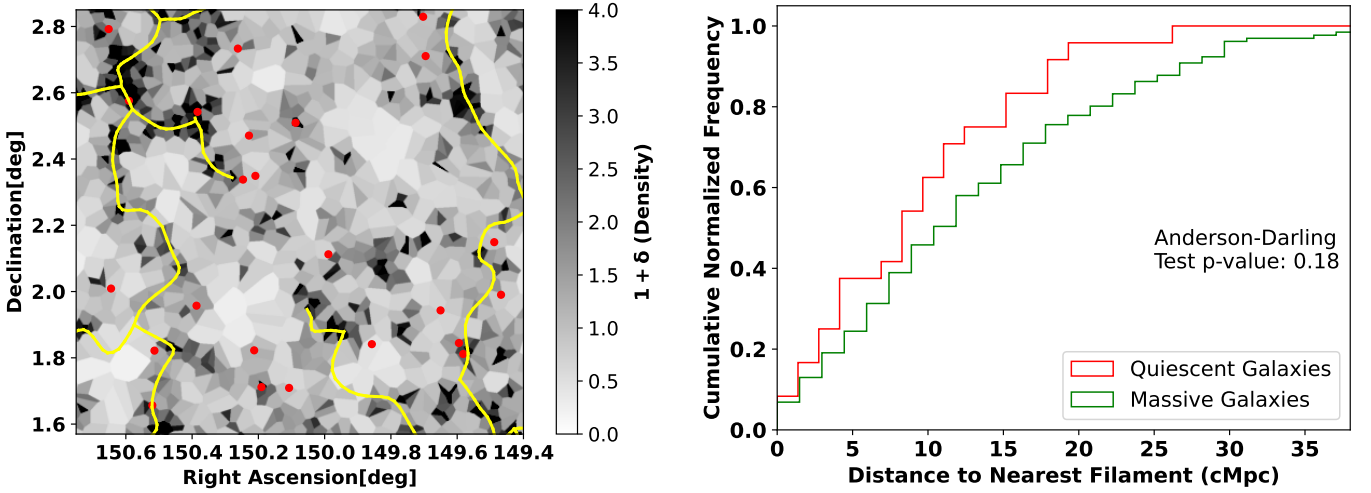 2.8
2.6
2.4
2.2
2.0
1.8
1.6
Declination[deg]
150.6 150.4 150.2 150.0 149.8 149.6 149.4
Right Ascension[deg]
4.0
3.5
3.0
2.5
2.0
1.5
1.0
0.5
0.0
1 + δ (Density)
1.0
0.8
0.6
0.4
0.2
0.0
Cumulative Normalized Frequency
Anderson-Darling
Test p-value: 0.18
Quiescent Galaxies
Massive Galaxies
0 5 10 15 20 25 30 35
Distance to Nearest Filament (cMpc)